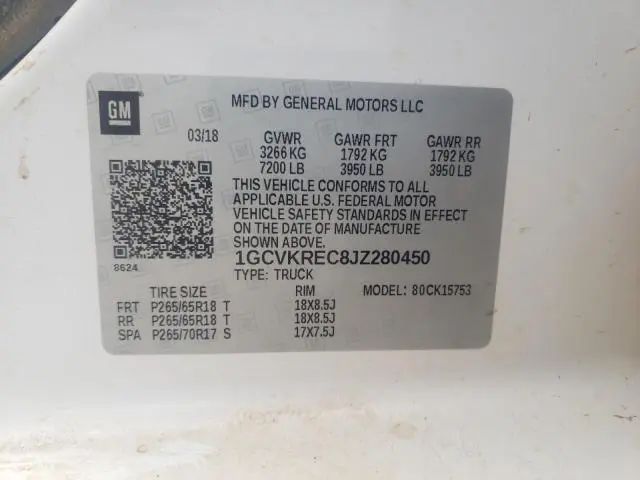 GM
MFD BY GENERAL MOTORS LLC
03/18 GVWR GAWR FRT GAWR RR
3266 KG 1792 KG 1792 KG
7200 LB 3950 LB 3950 LB
THIS VEHICLE CONFORMS TO ALL
APPLICABLE U.S. FEDERAL MOTOR
VEHICLE SAFETY STANDARDS IN EFFECT
ON THE DATE OF MANUFACTURE
SHOWN ABOVE.
8624 1GCVKREC8JZ280450
TYPE: TRUCK
TIRE SIZE RIM MODEL: 80CK15753
FRT P265/65R18 T 18X8.5J
RR P265/65R18 T 18X8.5J
SPA P265/70R17 S 17X7.5J